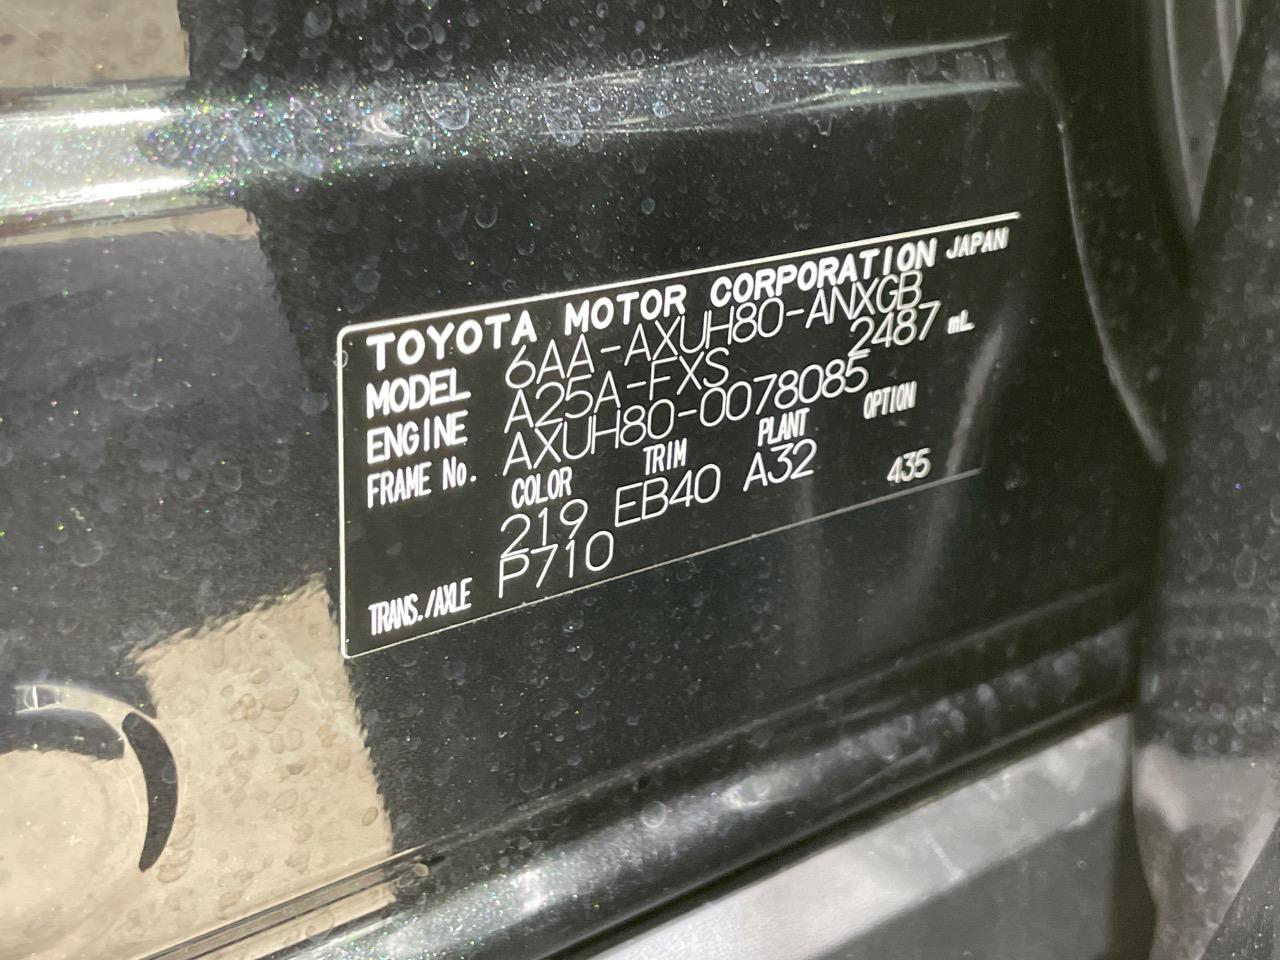 TOYOTA MOTOR CORPORATION JAPAN
MODEL 6AA-AXUH80-ANXGB
ENGINE A25A-FXS 2487 mL
FRAME No. AXUH80-0078085
COLOR TRIM PLANT OPTION
219 EB40 A32 435
TRANS./AXLE P710